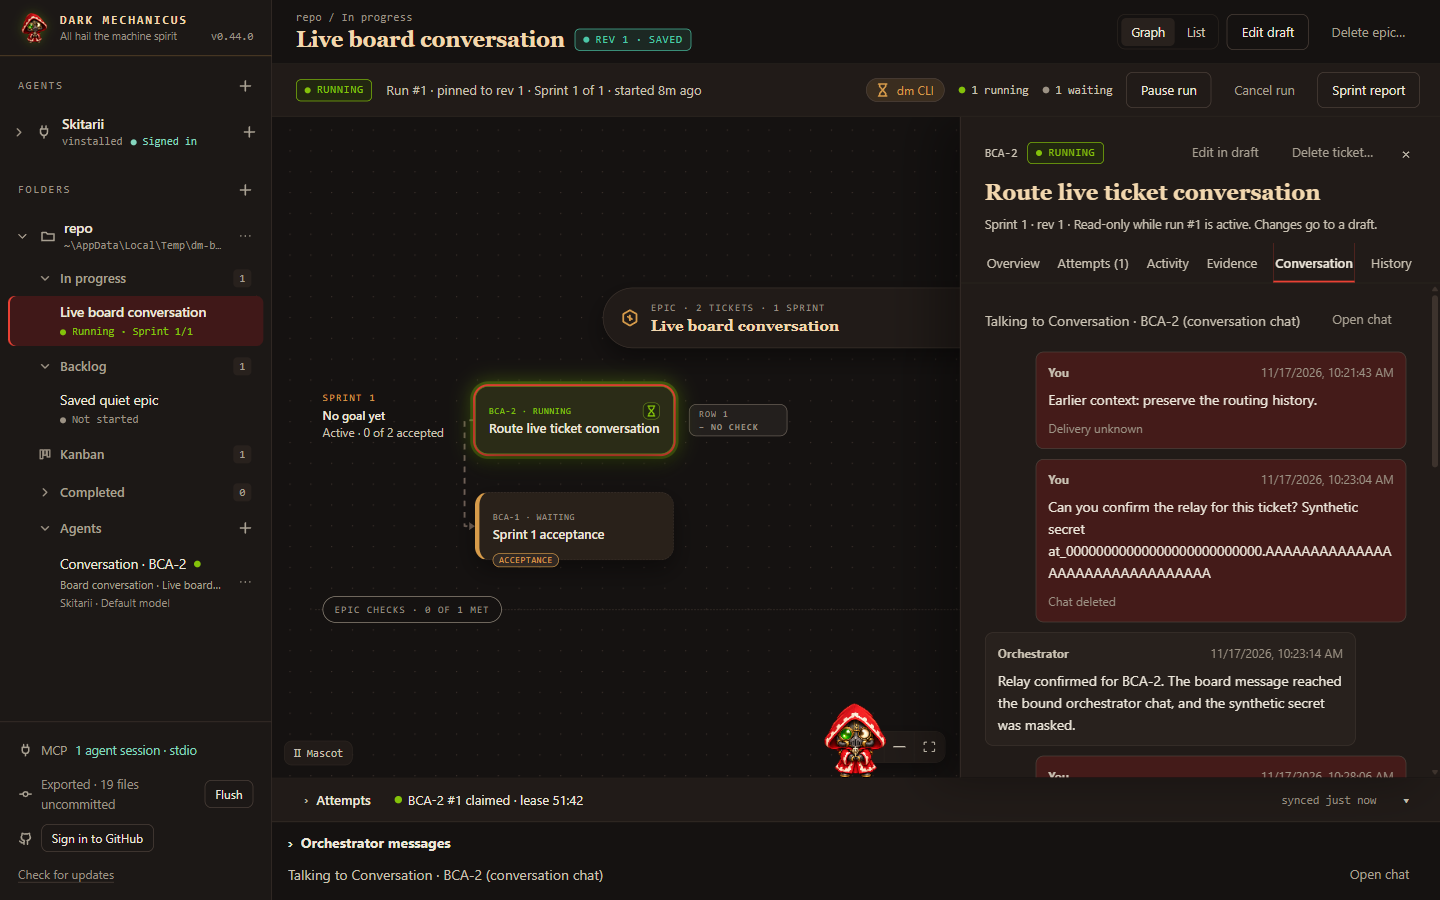 DARK MECHANICUS
All hail the machine spirit v0.44.0
AGENTS
Skitarii
vinstalled Signed in
FOLDERS
repo
~\AppData\Local\Temp\dm-b…
In progress 1
Live board conversation
Running · Sprint 1/1
Backlog 1
Saved quiet epic
Not started
Kanban 1
Completed 0
Agents
Conversation · BCA-2
Board conversation · Live board…
Skitarii · Default model
MCP 1 agent session · stdio
Exported · 19 files
uncommitted
Flush
Sign in to GitHub
Check for updates
repo / In progress
Live board conversation
REV 1 · SAVED
Graph List Edit draft Delete epic…
RUNNING Run #1 · pinned to rev 1 · Sprint 1 of 1 · started 8m ago
dm CLI 1 running 1 waiting Pause run Cancel run Sprint report
EPIC · 2 TICKETS · 1 SPRINT
Live board conversation
SPRINT 1
No goal yet
Active · 0 of 2 accepted
BCA-2 · RUNNING
Route live ticket conversation
ROW 1
– NO CHECK
BCA-1 · WAITING
Sprint 1 acceptance
ACCEPTANCE
EPIC CHECKS · 0 OF 1 MET
Mascot
BCA-2 RUNNING Edit in draft Delete ticket… ×
Route live ticket conversation
Sprint 1 · rev 1 · Read-only while run #1 is active. Changes go to a draft.
Overview Attempts (1) Activity Evidence Conversation History
Talking to Conversation · BCA-2 (conversation chat) Open chat
You 11/17/2026, 10:21:43 AM
Earlier context: preserve the routing history.
Delivery unknown
You 11/17/2026, 10:23:04 AM
Can you confirm the relay for this ticket? Synthetic
secret
at_00000000000000000000000000.AAAAAAAAAAAAAA
AAAAAAAAAAAAAAAAAA
Chat deleted
Orchestrator 11/17/2026, 10:23:14 AM
Relay confirmed for BCA-2. The board message reached
the bound orchestrator chat, and the synthetic secret
was masked.
You 11/17/2026, 10:28:06 AM
Attempts BCA-2 #1 claimed · lease 51:42 synced just now
Orchestrator messages
Talking to Conversation · BCA-2 (conversation chat) Open chat